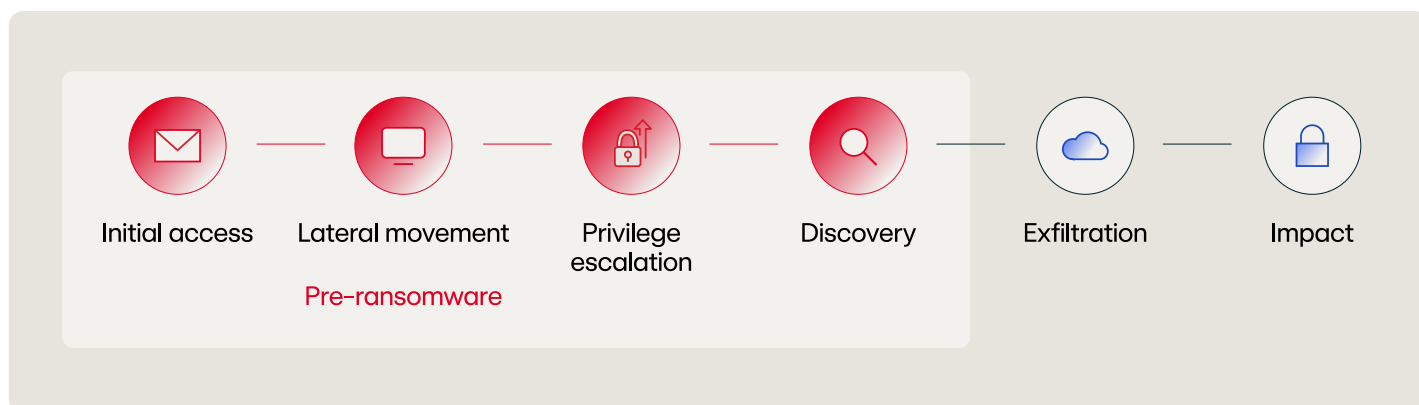 Initial access
Lateral movement
Privilege
escalation
Discovery
Exfiltration
Impact
Pre-ransomware